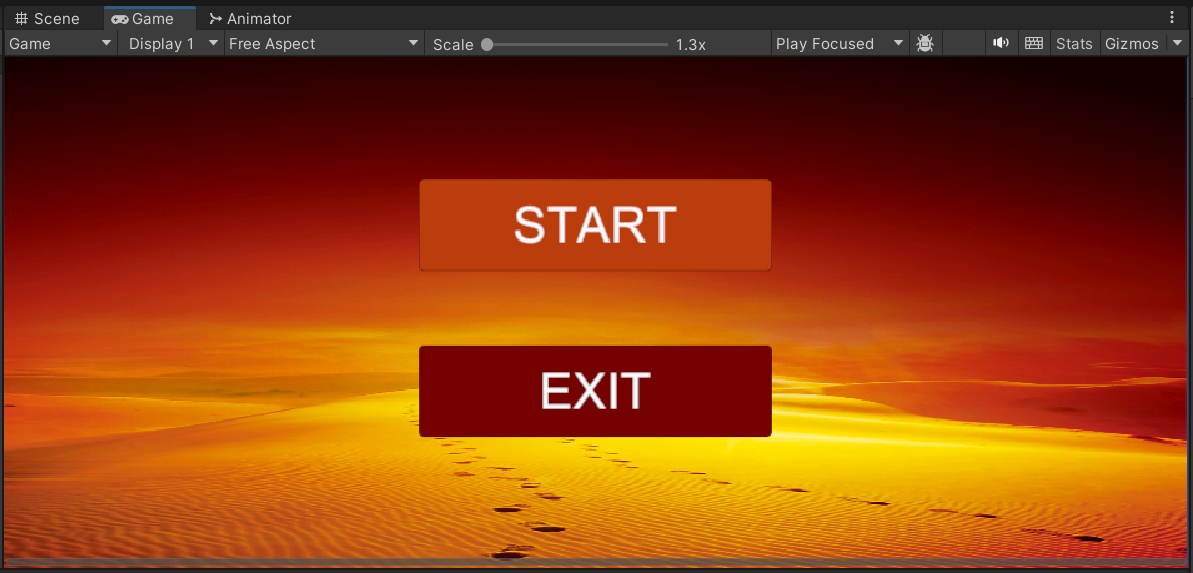 Scene Game Animator
Game Display 1 Free Aspect Scale 1.3x Play Focused Stats Gizmos
START
EXIT